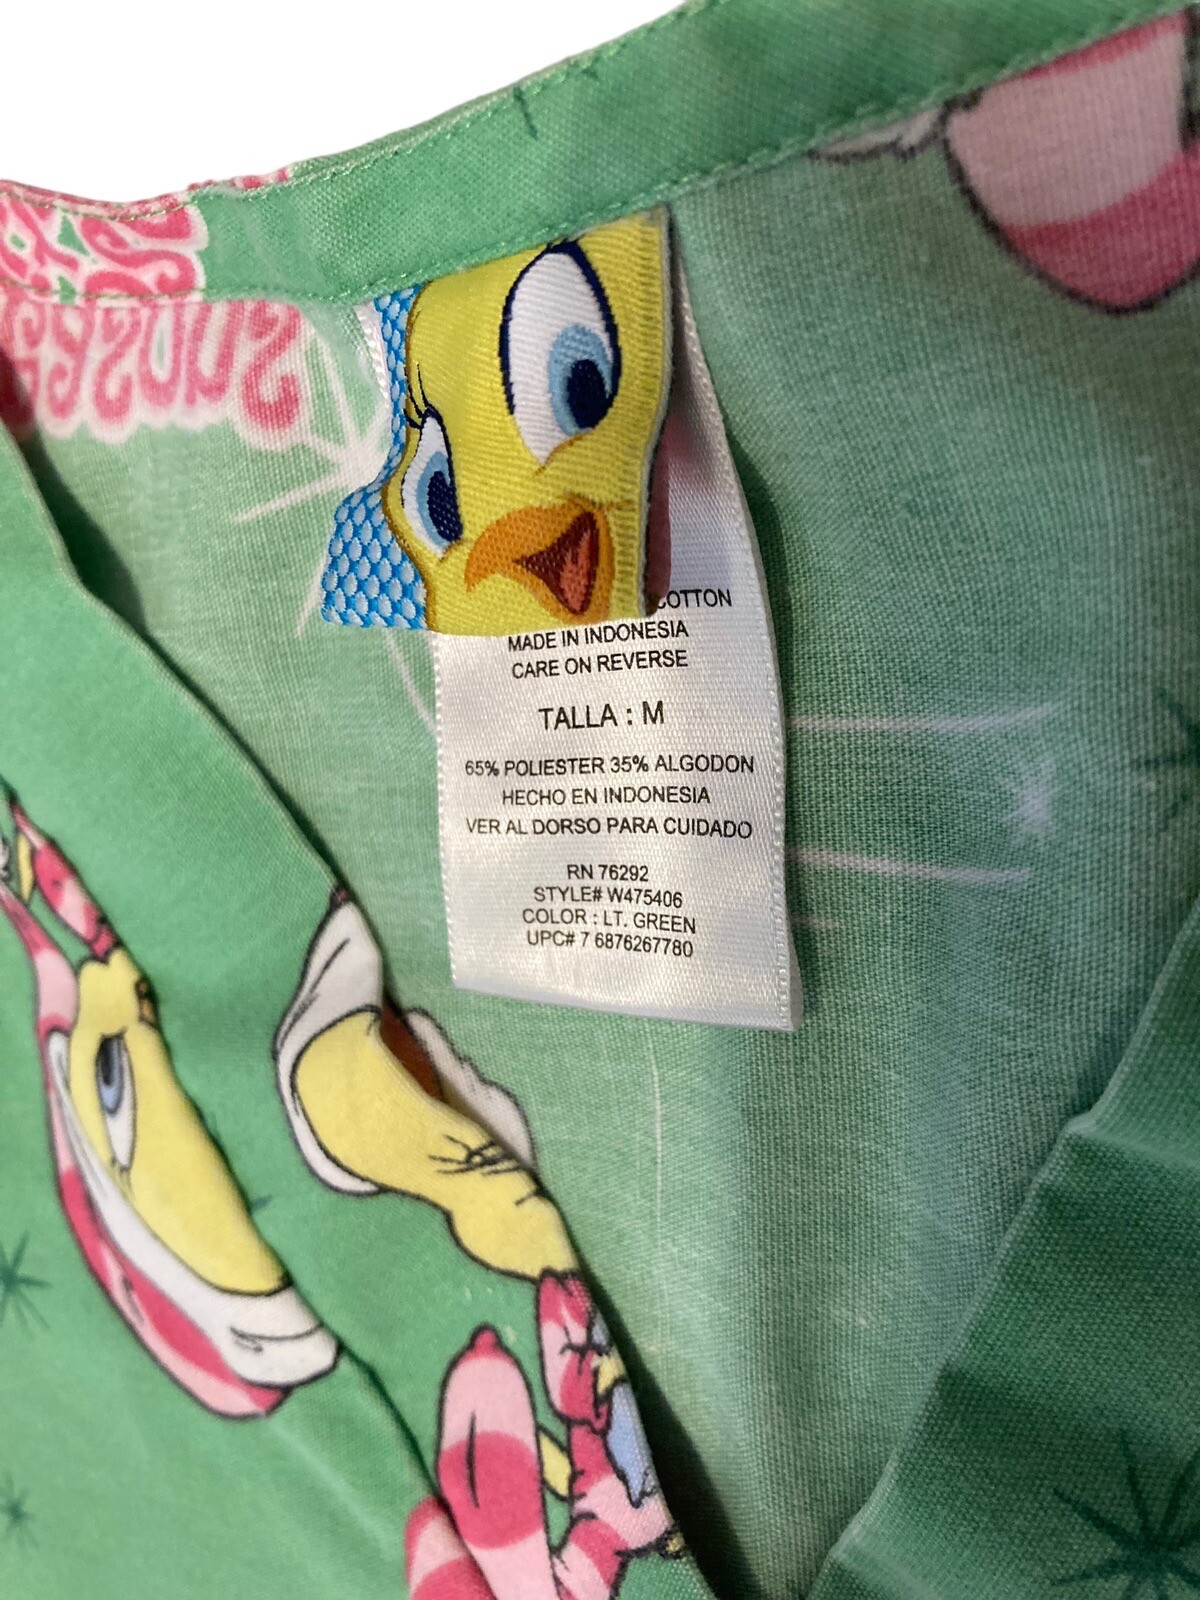 COTTON
MADE IN INDONESIA
CARE ON REVERSE
TALLA : M
65% POLIESTER 35% ALGODON
HECHO EN INDONESIA
VER AL DORSO PARA CUIDADO
RN 76292
STYLE# W475406
COLOR : LT. GREEN
UPC# 7 6876267780